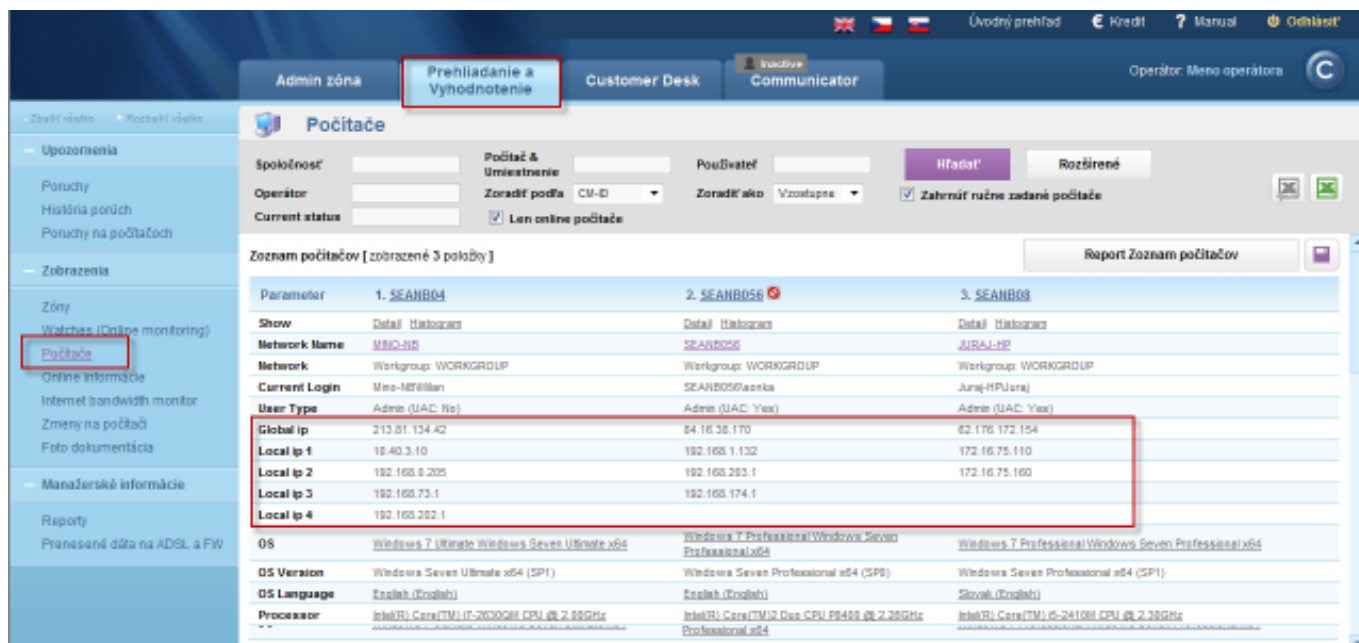 Úvodný prehľad € Kredit ? Manual Odhlásiť
Admin zóna Prehliadanie a Vyhodnotenie Customer Desk Inactive Communicator Operátor: Meno operátora
- Zbaliť všetko + Rozbaliť všetko
Počítače
Upozornenia
Poruchy
História porúch
Poruchy na počítačoch
Zobrazenia
Zóny
Watches (Online monitoring)
Počítače
Online informácie
Internet bandwidth monitor
Zmeny na počítači
Foto dokumentácia
Manažérské informácie
Reporty
Prenesené dáta na ADSL a FW
Spoločnosť Počítač & Umiestnenie Používateľ Hľadať Rozšírené
Operátor Zoradiť podľa CM-ID Zoradiť ako Vzostupne Zahrnúť ručne zadané počítače
Current status Len online počítače
Zoznam počítačov [ zobrazené 3 položky ] Report Zoznam počítačov
Parameter 1. SEANB04 2. SEANB056 3. SEANB08
Show Detail Histogram Detail Histogram Detail Histogram
Network Name MINO-NB SEANB056 JURAJ-HP
Network Workgroup: WORKGROUP Workgroup: WORKGROUP Workgroup: WORKGROUP
Current Login
User Type Admin (UAC: No) Admin (UAC: Yes) Admin (UAC: Yes)
Global ip 213.81.134.42 84.16.38.170 62.176.172.154
Local ip 1 10.40.3.10 192.168.1.132 172.16.75.110
Local ip 2 192.168.0.205 192.168.203.1 172.16.75.160
Local ip 3 192.168.73.1 192.168.174.1
Local ip 4 192.168.202.1
OS Windows 7 Ultimate Windows Seven Ultimate x64 Windows 7 Professional Windows Seven Professional x64 Windows 7 Professional Windows Seven Professional x64
OS Version Windows Seven Ultimate x64 (SP1) Windows Seven Professional x64 (SP0) Windows Seven Professional x64 (SP1)
OS Language English (English) English (English) Slovak (English)
Processor Intel(R) Core(TM) i7-2630QM CPU @ 2.00GHz Intel(R) Core(TM)2 Duo CPU P8400 @ 2.26GHz Intel(R) Core(TM) i5-2410M CPU @ 2.30GHz
Professional x64